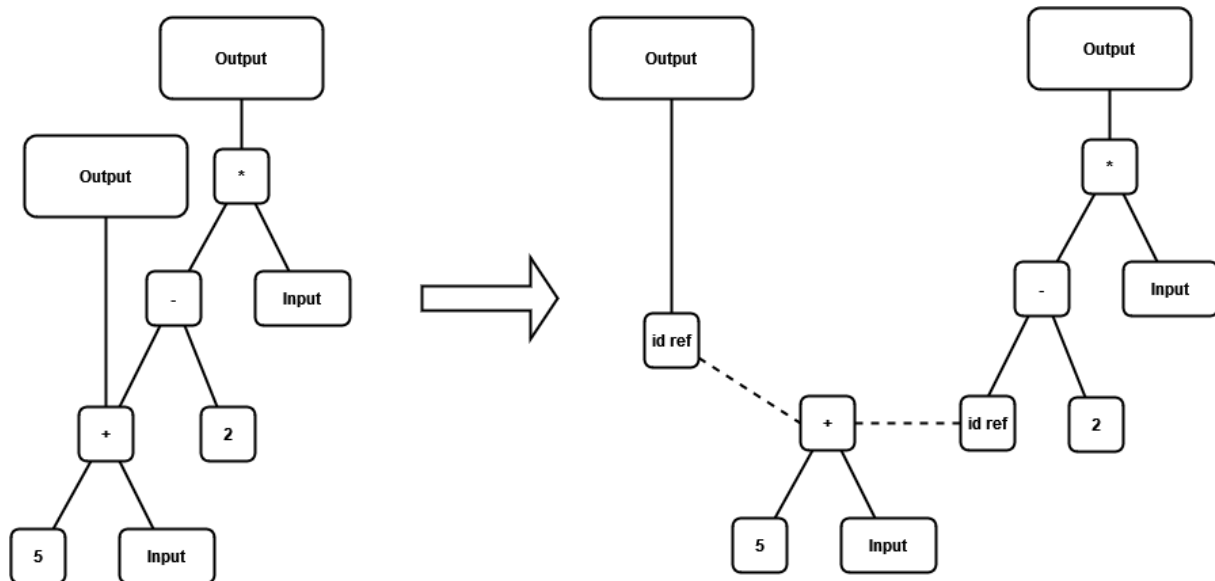 Output
Output
*
-
Input
+
2
5
Input
Output
Output
*
-
Input
id ref
+
id ref
2
5
Input